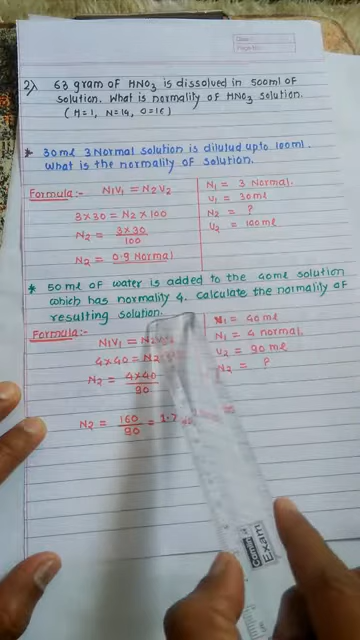 Date:
Page No:
2) 63 gram of HNO3 is dissolved in 500ml of
solution. What is normality of HNO3 solution.
(H=1, N=14, O=16)
* 30ml 3 Normal solution is diluted upto 100ml.
What is the normality of solution.
Formula:- N1V1 = N2V2
3×30 = N2×100
N2 = 3×30/100
N2 = 0.9 Normal
N1 = 3 Normal.
V1 = 30ml
N2 = ?
V2 = 100ml
* 50ml of water is added to the 40ml solution
which has normality 4. Calculate the normality of
resulting solution.
Formula:- N1V1 = N2V2
4×40 = N2
N2 = 4×40/90
N2 = 160/90 = 1.7
V1 = 40ml
N1 = 4 normal.
V2 = 90ml
N2 = ?
Exam